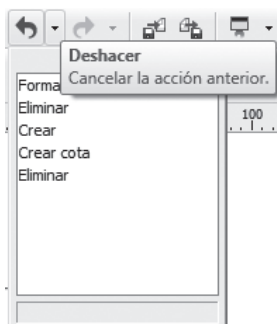 Deshacer
Cancelar la acción anterior.
Forma
Eliminar
Crear
Crear cota
Eliminar
100